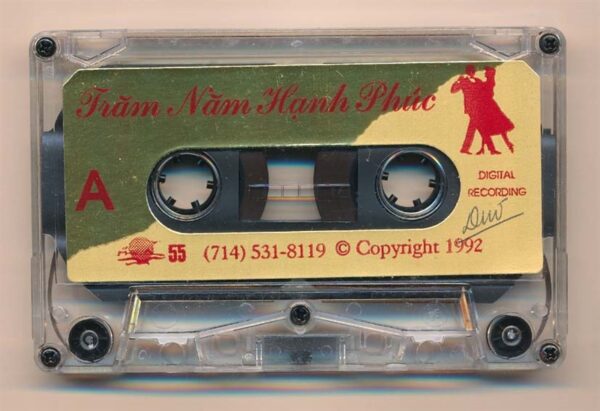 Trăm Năm Hạnh Phúc
A
DIGITAL
RECORDING
55 (714) 531-8119 © Copyright 1992